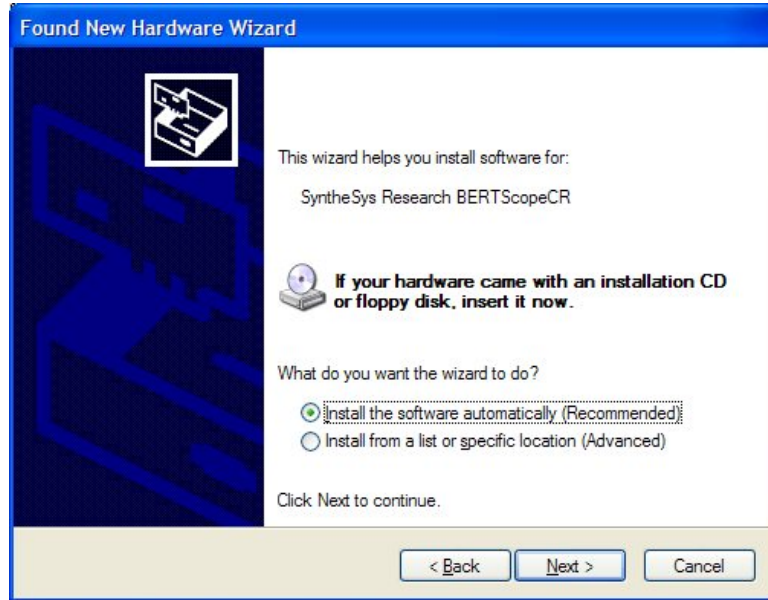 Found New Hardware Wizard
This wizard helps you install software for:
SyntheSys Research BERTScopeCR
If your hardware came with an installation CD
or floppy disk, insert it now.
What do you want the wizard to do?
Install the software automatically (Recommended)
Install from a list or specific location (Advanced)
Click Next to continue.
< Back Next > Cancel